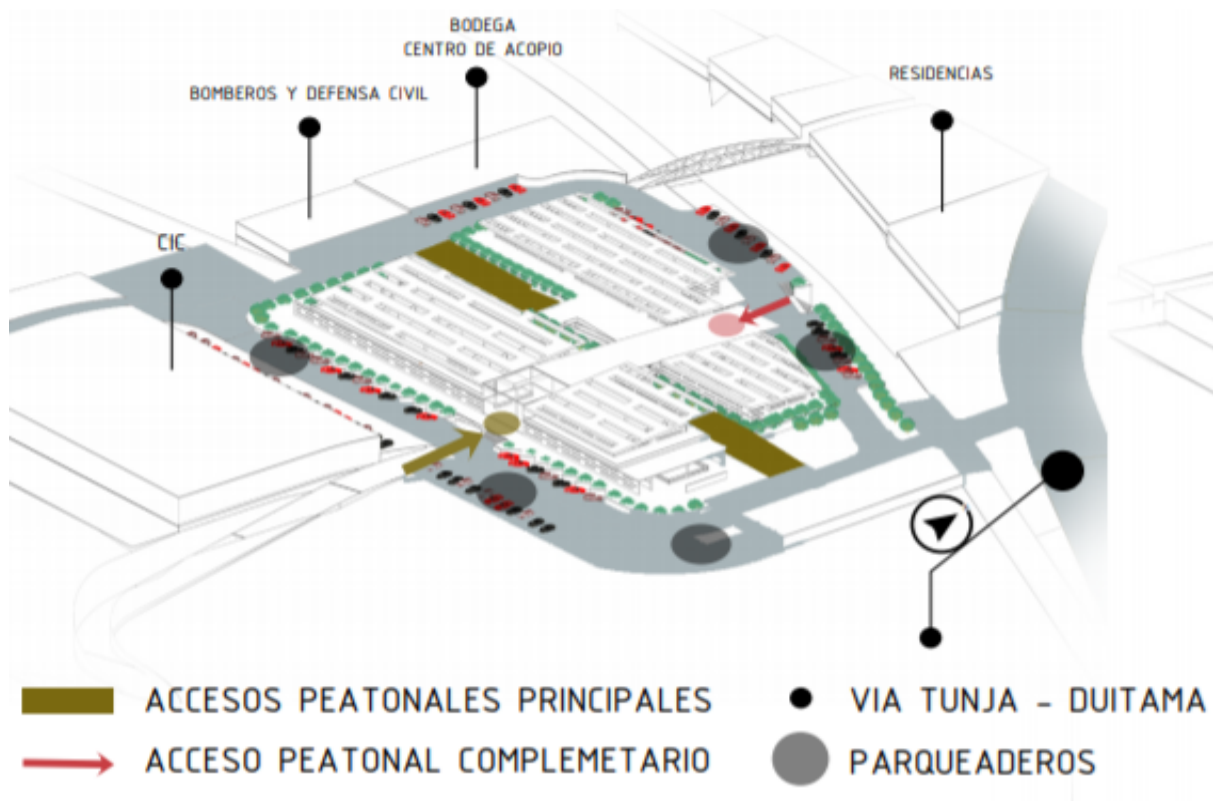 BODEGA
CENTRO DE ACOPIO
RESIDENCIAS
BOMBEROS Y DEFENSA CIVIL
CIC
ACCESOS PEATONALES PRINCIPALES
VIA TUNJA - DUITAMA
ACCESO PEATONAL COMPLEMETARIO
PARQUEADEROS